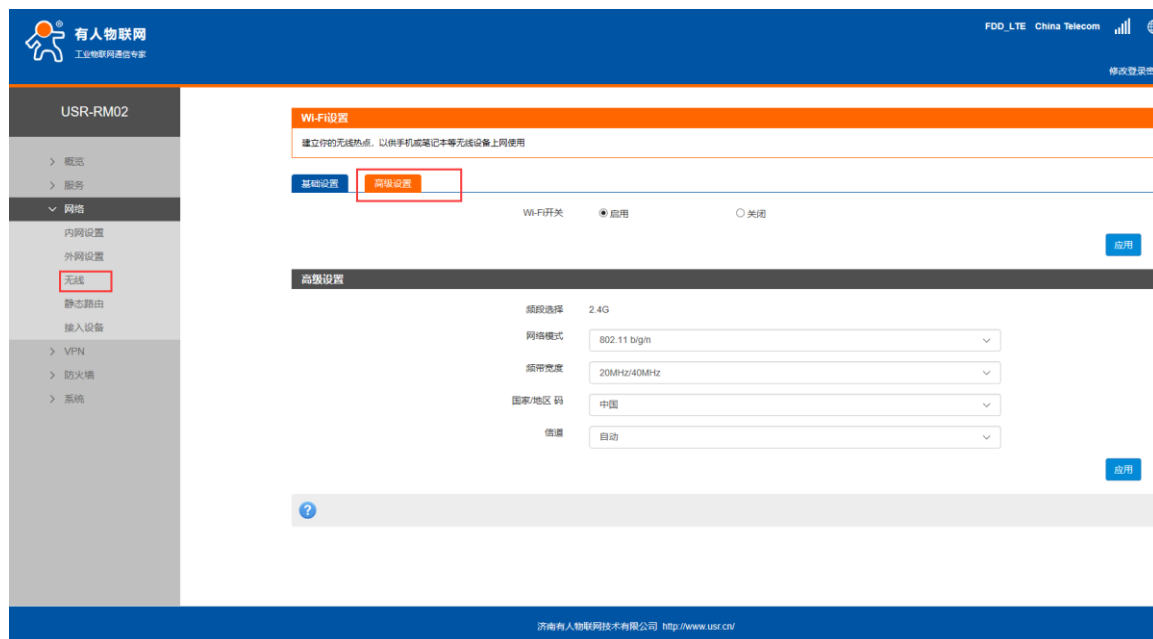 有人物联网
工业物联网通信专家
FDD_LTE China Telecom
修改登录密
USR-RM02
> 概览
> 服务
网络
内网设置
外网设置
无线
静态路由
接入设备
> VPN
> 防火墙
> 系统
Wi-Fi设置
建立你的无线热点，以供手机或笔记本等无线设备上网使用
基础设置 高级设置
Wi-Fi开关 启用 关闭
应用
高级设置
频段选择 2.4G
网络模式 802.11 b/g/n
频带宽度 20MHz/40MHz
国家/地区 码 中国
信道 自动
应用
?
济南有人物联网技术有限公司 http://www.usr.cn/